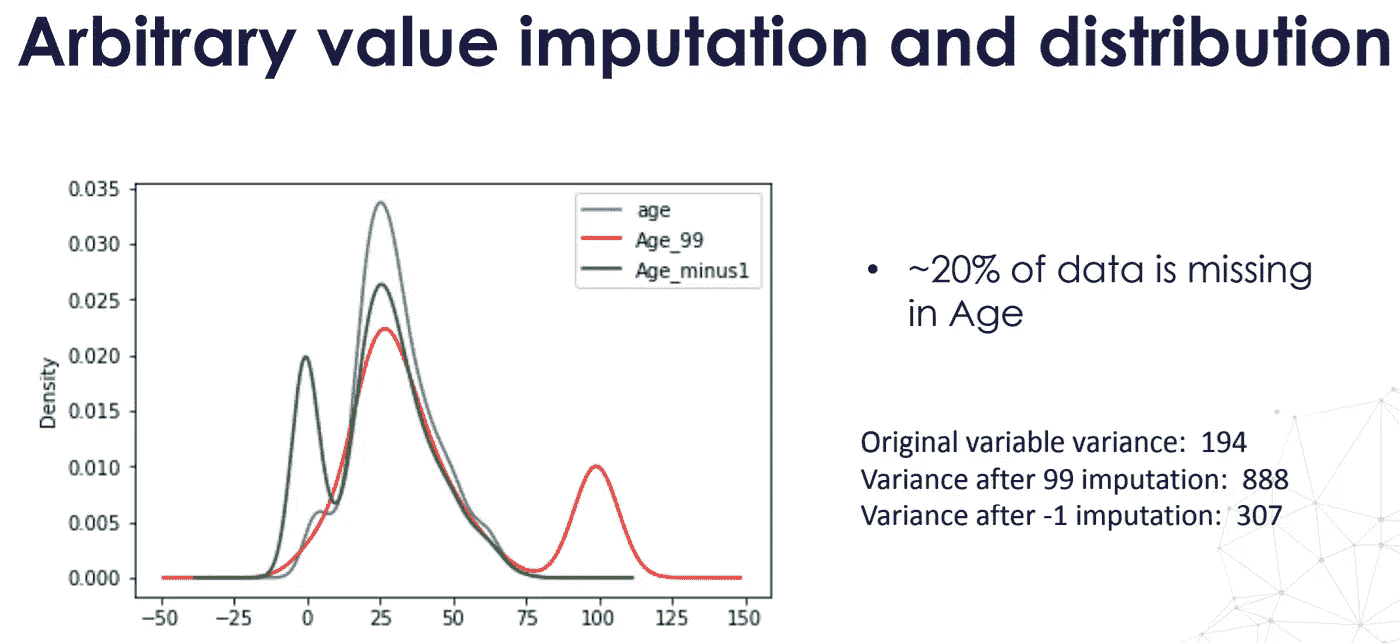 Arbitrary value imputation and distribution
0.035
0.030
0.025
0.020
0.015
0.010
0.005
0.000
Density
−50
−25
0
25
50
75
100
125
150
age
Age_99
Age_minus1
• ~20% of data is missing
in Age
Original variable variance: 194
Variance after 99 imputation: 888
Variance after -1 imputation: 307